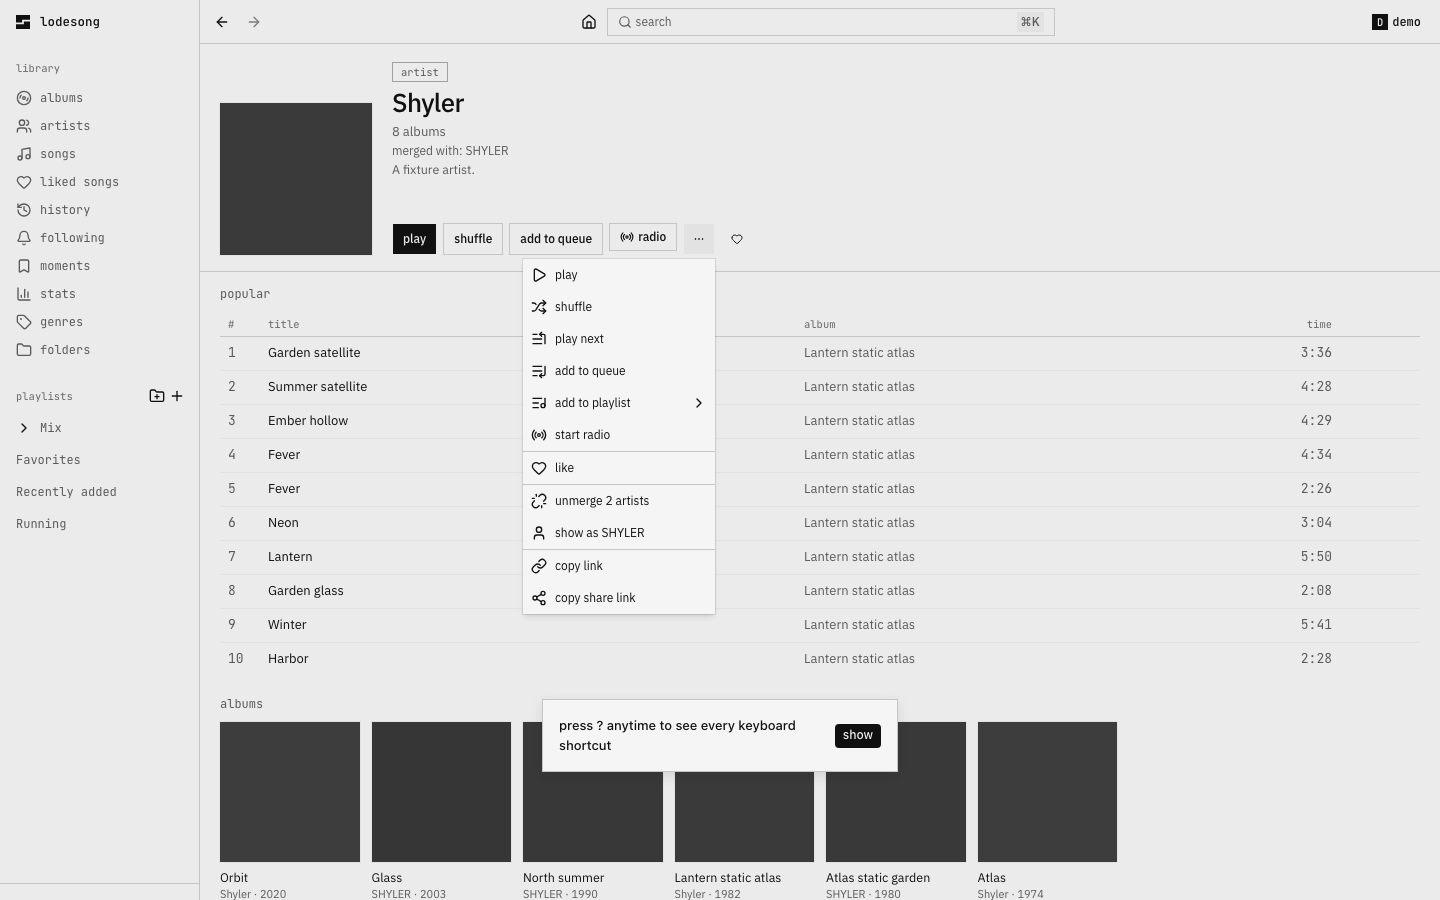 lodesong
search
⌘K
D demo
library
albums
artists
songs
liked songs
history
following
moments
stats
genres
folders
playlists
Mix
Favorites
Recently added
Running
artist
Shyler
8 albums
merged with: SHYLER
A fixture artist.
play shuffle add to queue radio ...
play
shuffle
play next
add to queue
add to playlist
start radio
like
unmerge 2 artists
show as SHYLER
copy link
copy share link
popular
# title album time
1 Garden satellite Lantern static atlas 3:36
2 Summer satellite Lantern static atlas 4:28
3 Ember hollow Lantern static atlas 4:29
4 Fever Lantern static atlas 4:34
5 Fever Lantern static atlas 2:26
6 Neon Lantern static atlas 3:04
7 Lantern Lantern static atlas 5:50
8 Garden glass Lantern static atlas 2:08
9 Winter Lantern static atlas 5:41
10 Harbor Lantern static atlas 2:28
albums
press ? anytime to see every keyboard
shortcut
show
Orbit
Shyler · 2020
Glass
SHYLER · 2003
North summer
SHYLER · 1990
Lantern static atlas
Shyler · 1982
Atlas static garden
SHYLER · 1980
Atlas
Shyler · 1974